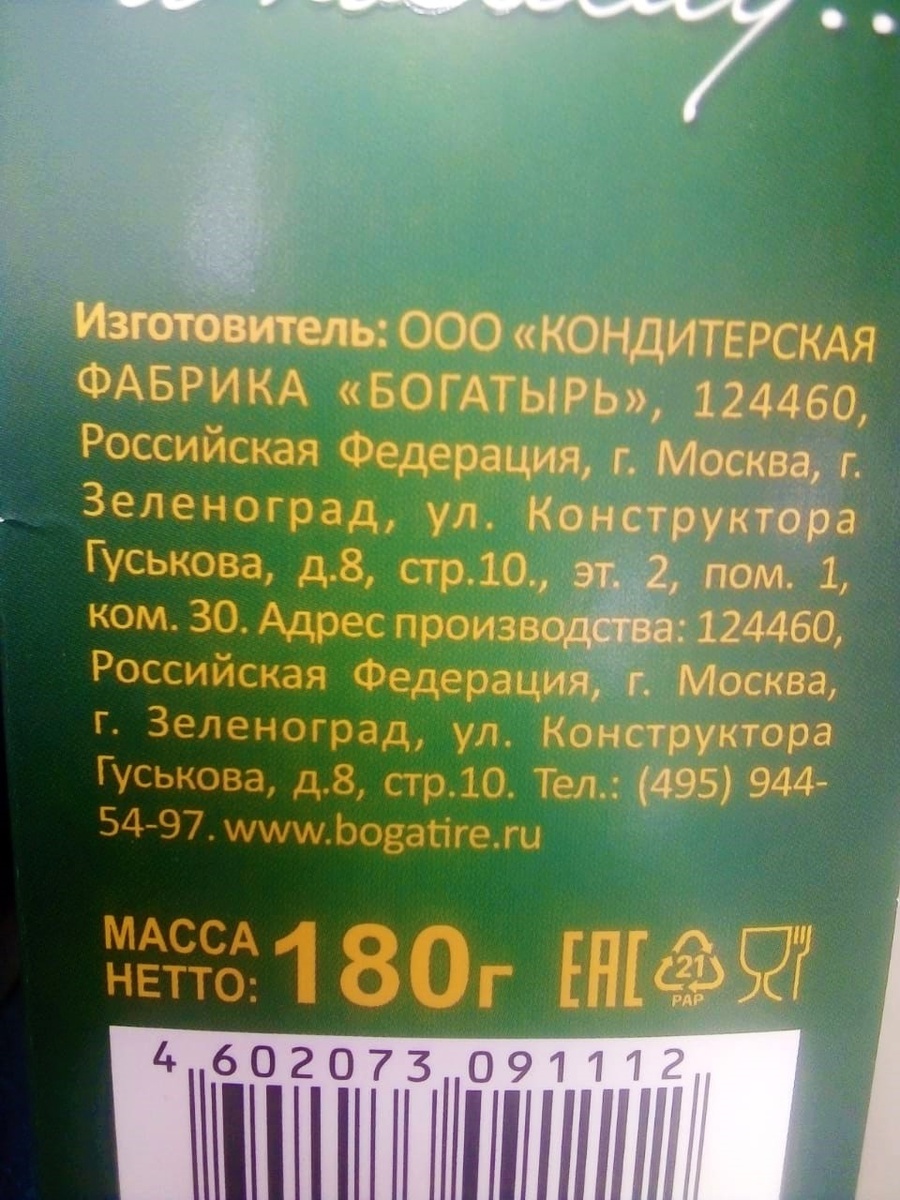 Изготовитель: ООО «КОНДИТЕРСКАЯ
ФАБРИКА «БОГАТЫРЬ», 124460,
Российская Федерация, г. Москва, г.
Зеленоград, ул. Конструктора
Гуськова, д.8, стр.10., эт. 2, пом. 1,
ком. 30. Адрес производства: 124460,
Российская Федерация, г. Москва,
г. Зеленоград, ул. Конструктора
Гуськова, д.8, стр.10. Тел.: (495) 944-
54-97. www.bogatire.ru
МАССА
НЕТТО: 180г EAC 21
PAP
4 602073 091112